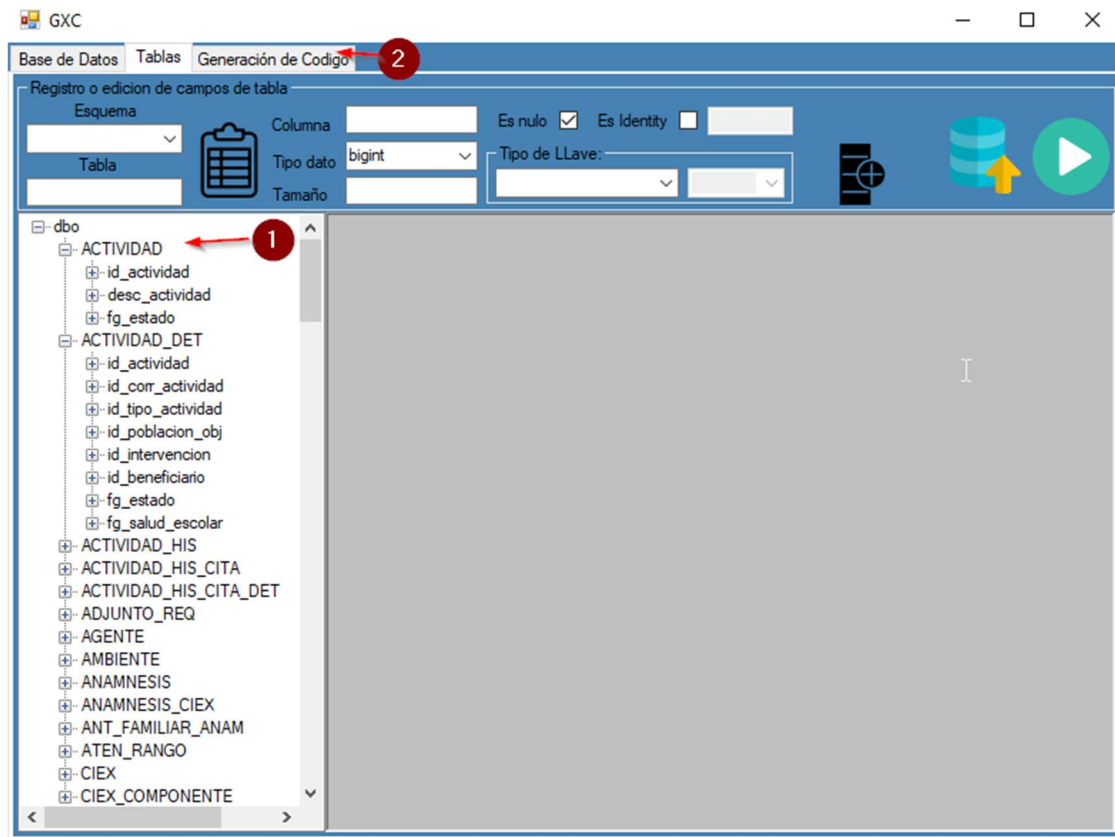 GXC
Base de Datos Tablas Generación de Codigo
2
Registro o edicion de campos de tabla
Esquema
Tabla
Columna
Tipo dato bigint
Tamaño
Es nulo Es Identity
Tipo de LLave:
dbo
1
ACTIVIDAD
id_actividad
desc_actividad
fg_estado
ACTIVIDAD_DET
id_actividad
id_corr_actividad
id_tipo_actividad
id_poblacion_obj
id_intervencion
id_beneficiario
fg_estado
fg_salud_escolar
ACTIVIDAD_HIS
ACTIVIDAD_HIS_CITA
ACTIVIDAD_HIS_CITA_DET
ADJUNTO_REQ
AGENTE
AMBIENTE
ANAMNESIS
ANAMNESIS_CIEX
ANT_FAMILIAR_ANAM
ATEN_RANGO
CIEX
CIEX_COMPONENTE